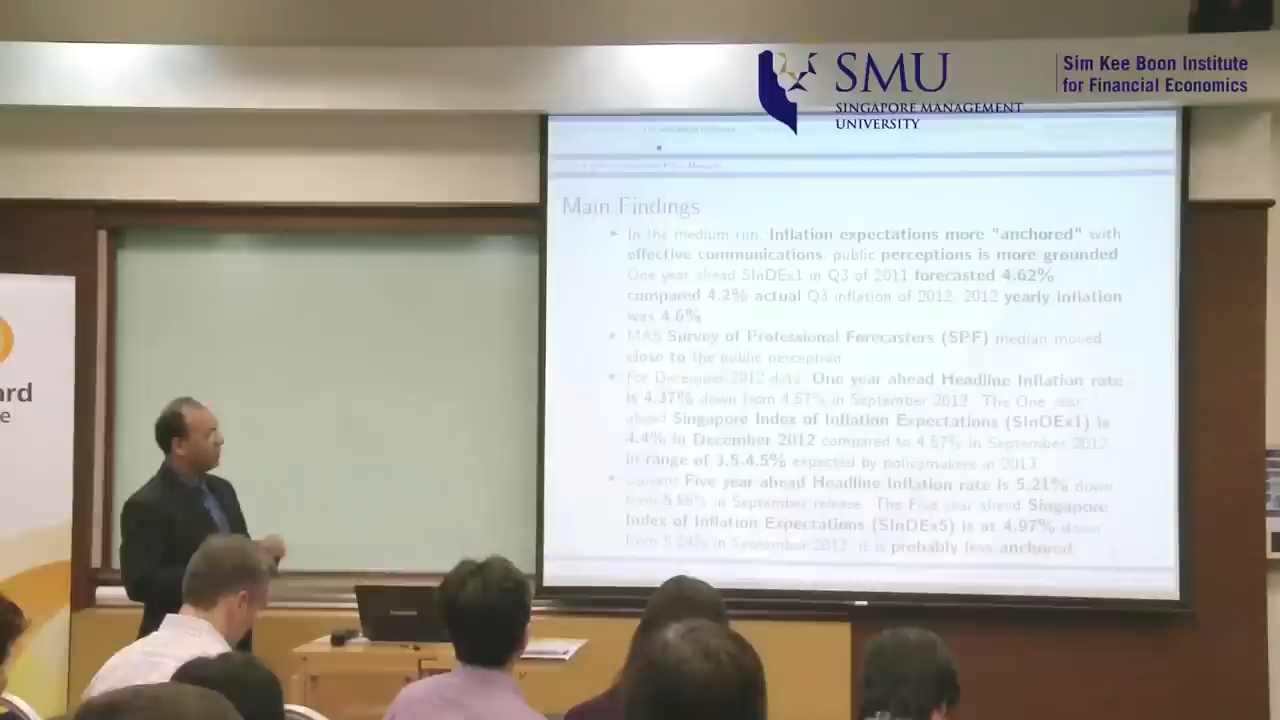 SMU
SINGAPORE MANAGEMENT
UNIVERSITY
Sim Kee Boon Institute
for Financial Economics
Main Findings
In the medium run, Inflation expectations more "anchored" with
effective communications, public perceptions is more grounded
One year ahead SInDEx1 in Q3 of 2011 forecasted 4.62%
compared 4.2% actual Q3 inflation of 2012, 2012 yearly Inflation
was 4.6%
MAS Survey of Professional Forecasters (SPF) median moved
close to the public perception
For December 2012 data, One year ahead Headline Inflation rate
is 4.37% down from 4.57% in September 2012. The One year
ahead Singapore Index of Inflation Expectations (SInDEx1) is
4.4% in December 2012 compared to 4.57% in September 2012
In range of 3.5-4.5% expected by policymakers in 2013
Current Five year ahead Headline Inflation rate is 5.21% down
from 5.66% in September release. The Five year ahead Singapore
Index of Inflation Expectations (SInDEx5) is at 4.97% down
from 5.24% in September 2012, it is probably less anchored
ard
e